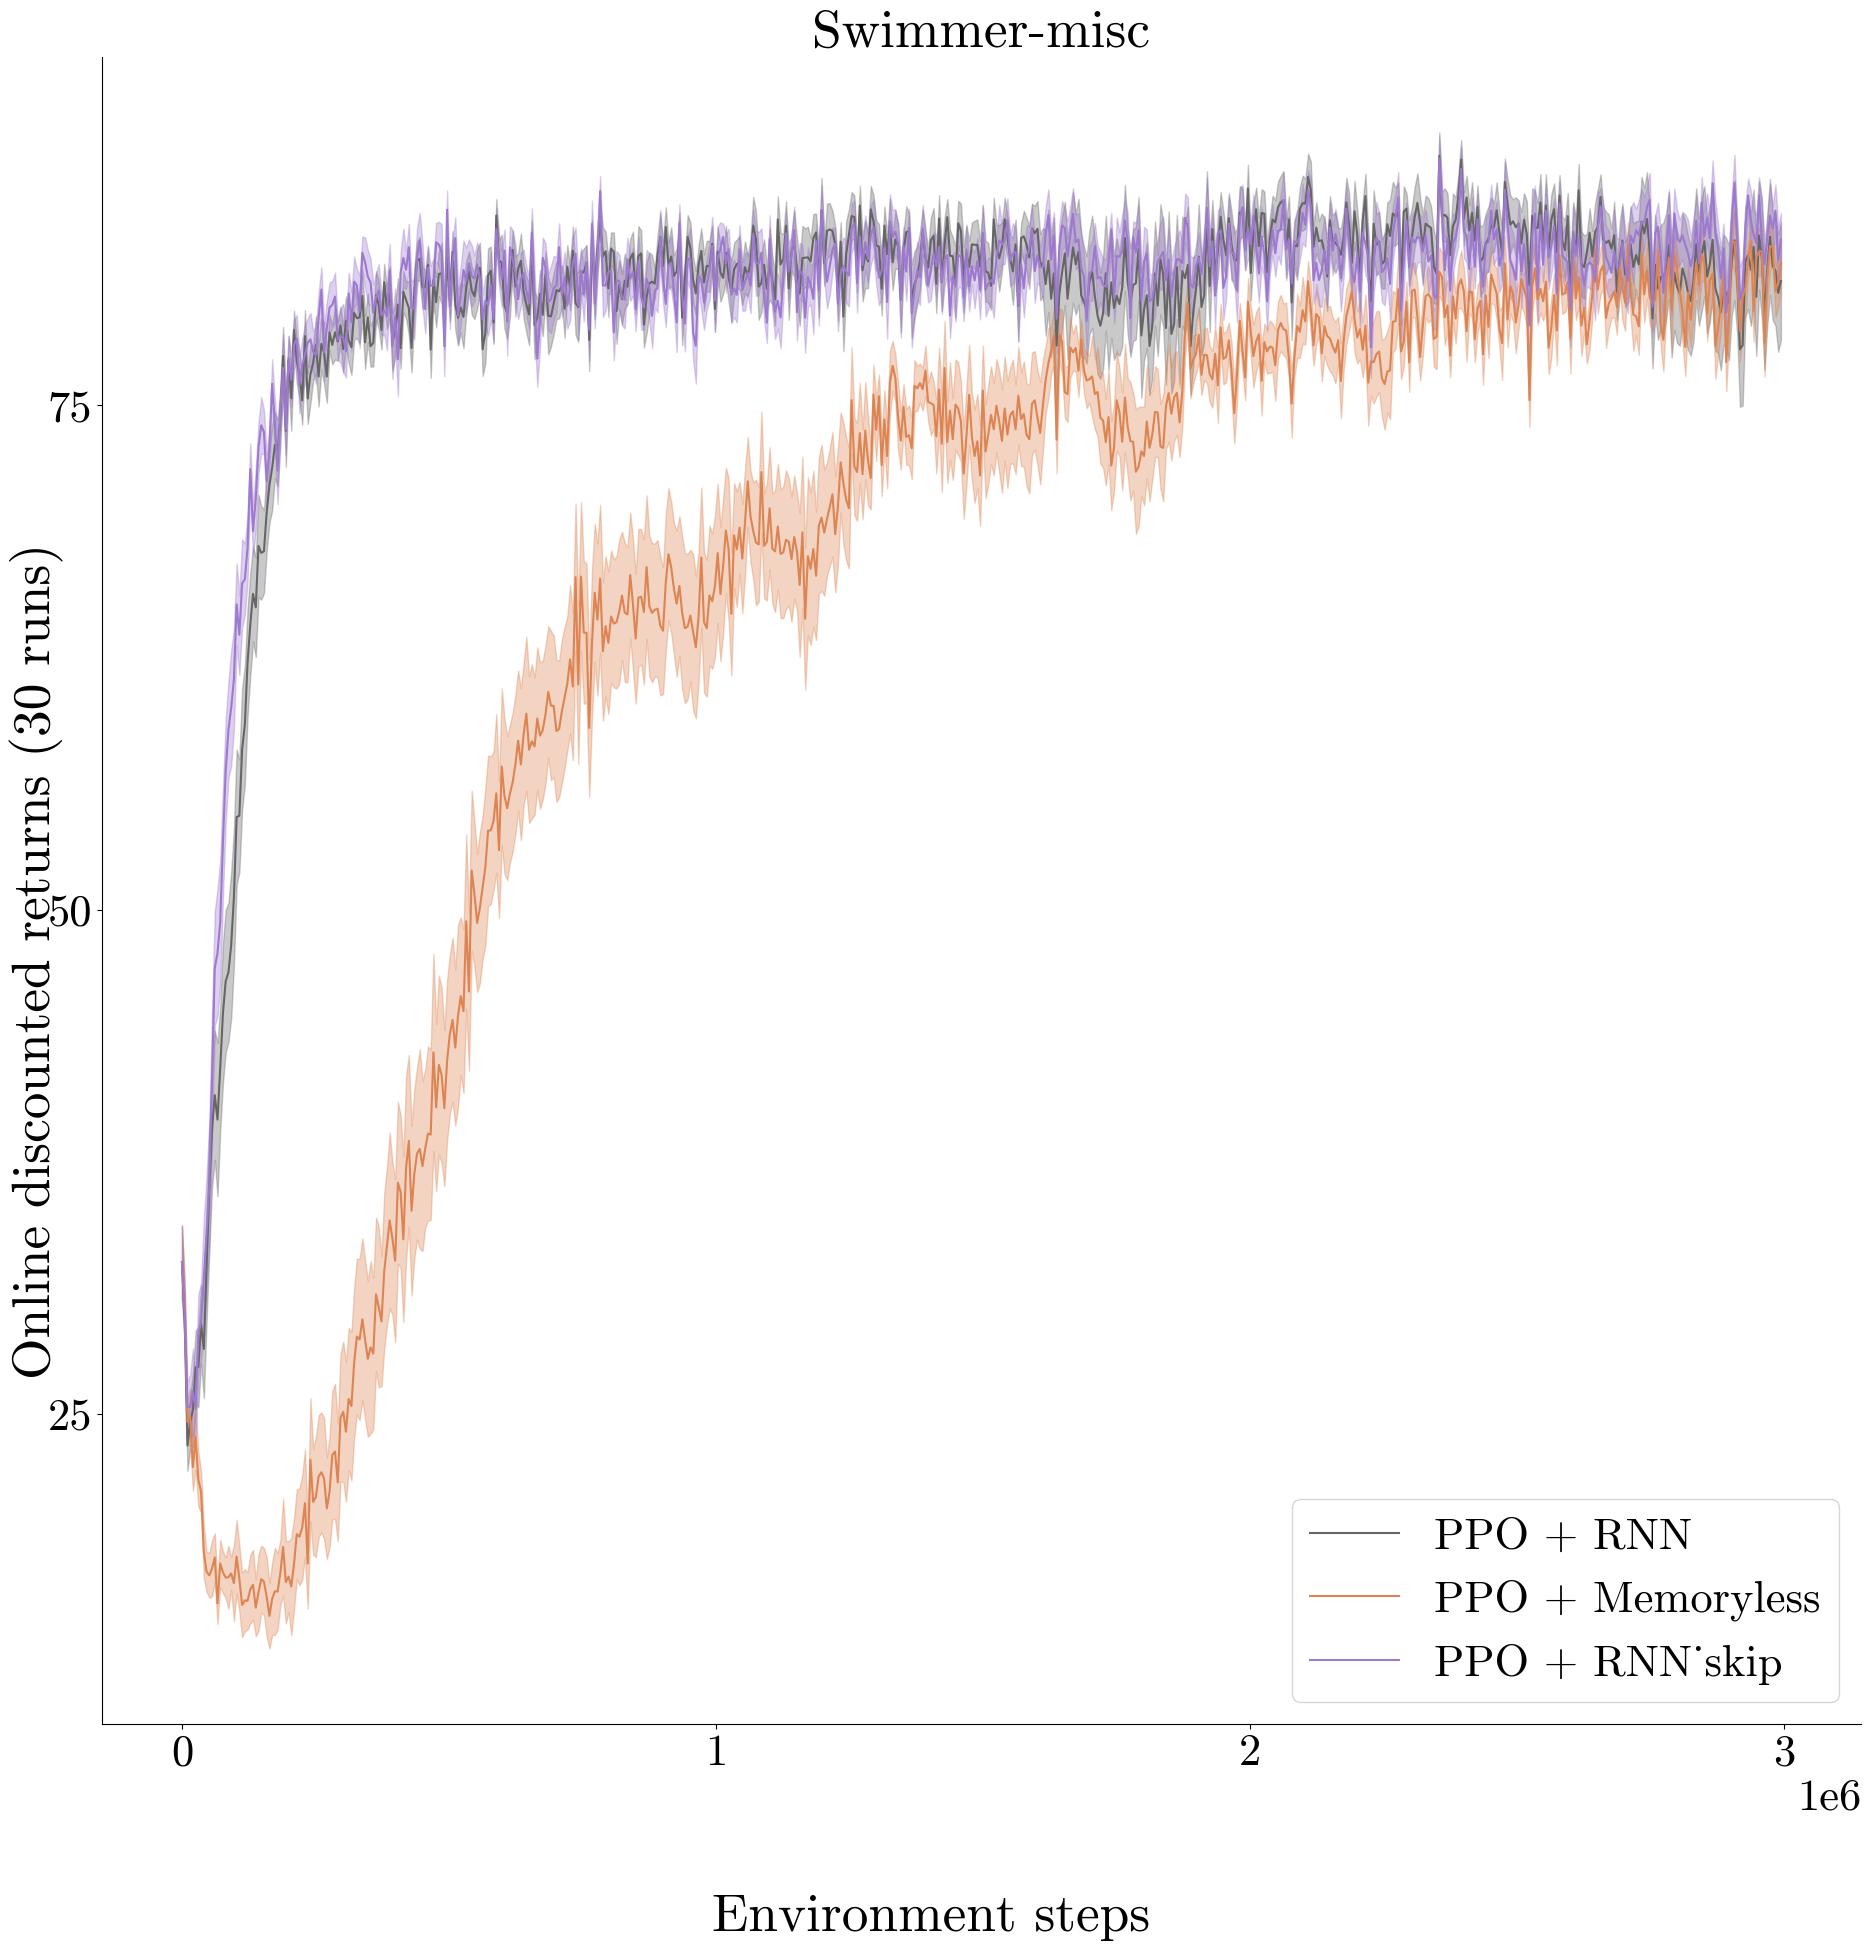 Swimmer-misc
Online discounted returns (30 runs)
75
50
25
0 1 2 3
1e6
Environment steps
PPO + RNN
PPO + Memoryless
PPO + RNN˙skip